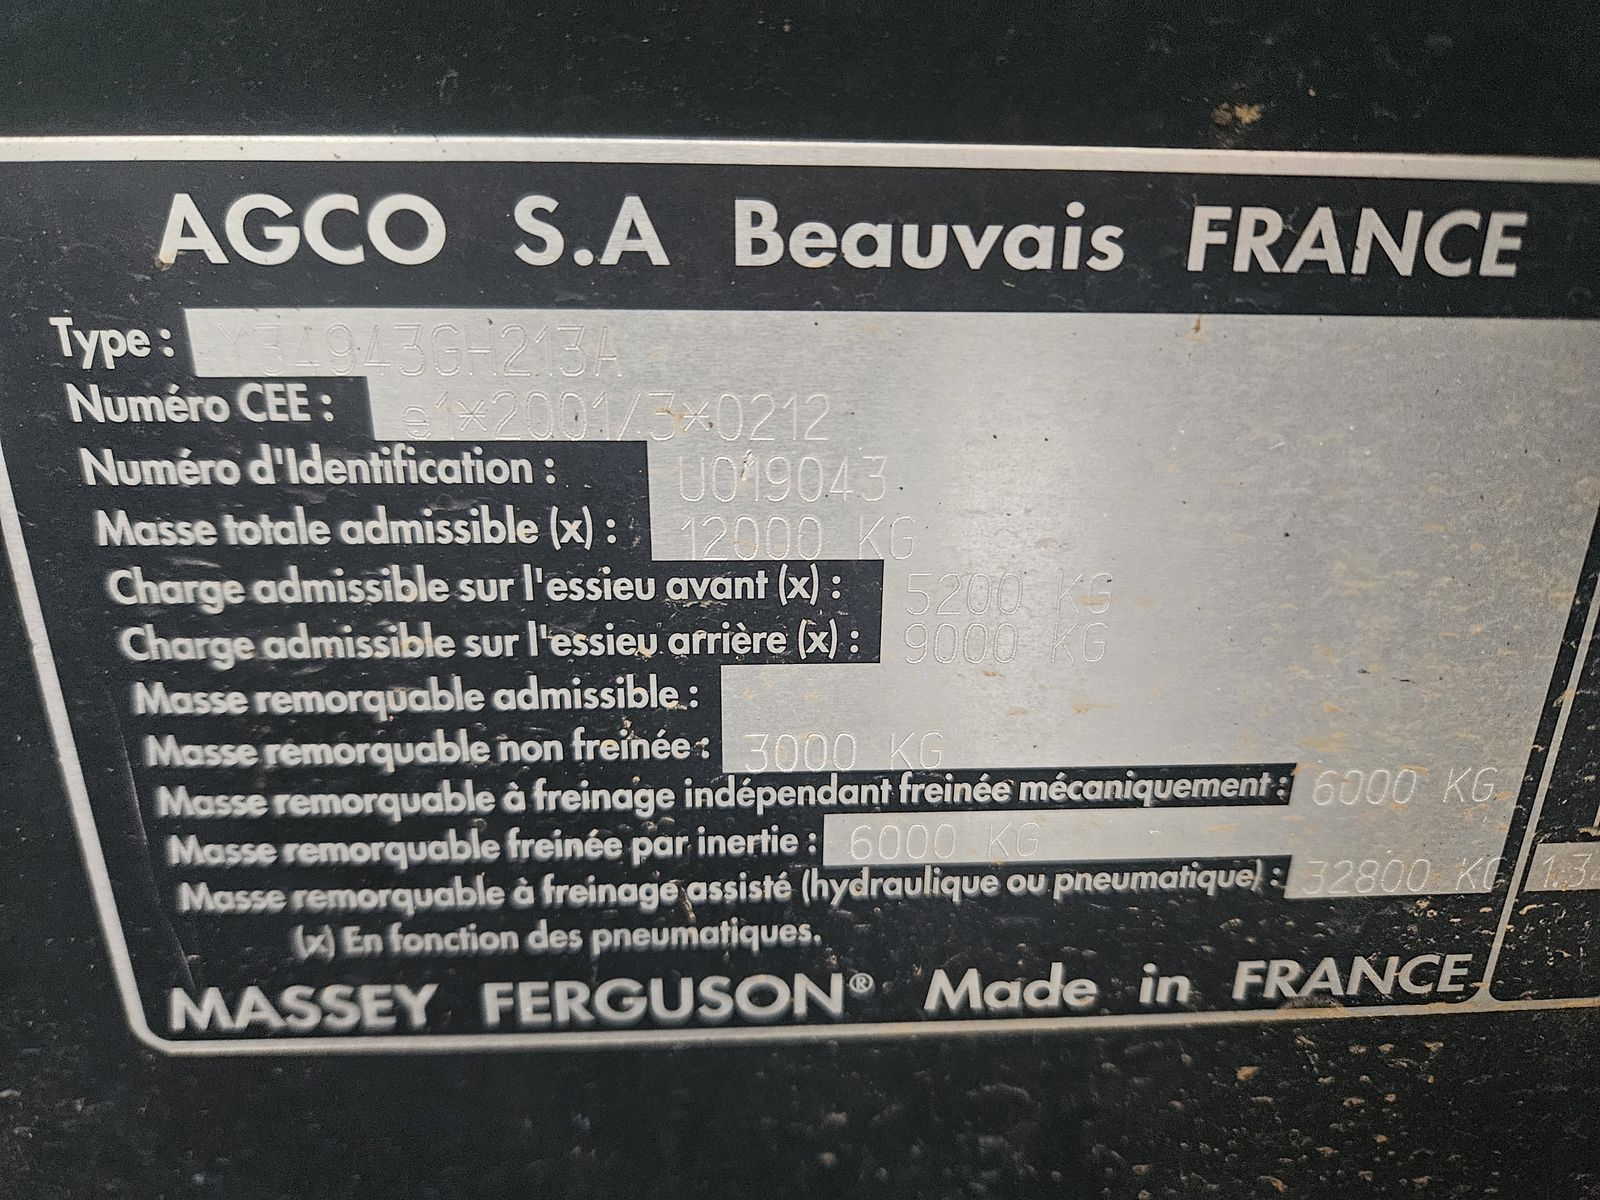 AGCO S.A Beauvais FRANCE
Type : Y34943GH213A
Numéro CEE : e1*2001/3*0212
Numéro d'Identification : U019043
Masse totale admissible (x) : 12000 KG
Charge admissible sur l'essieu avant (x) : 5200 KG
Charge admissible sur l'essieu arrière (x) : 9000 KG
Masse remorquable admissible :
Masse remorquable non freinée : 3000 KG
Masse remorquable à freinage indépendant freinée mécaniquement : 6000 KG
Masse remorquable freinée par inertie : 6000 KG
Masse remorquable à freinage assisté (hydraulique ou pneumatique) : 32800 KG
(x) En fonction des pneumatiques.
MASSEY FERGUSON® Made in FRANCE